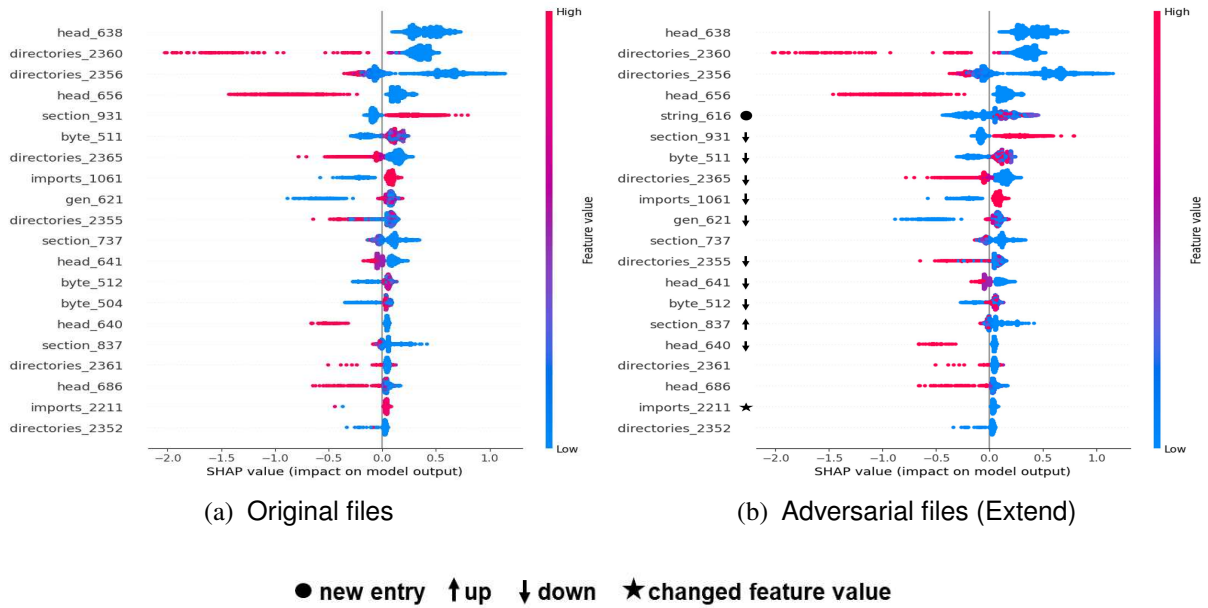 High
head_638
directories_2360
directories_2356
head_656
section_931
byte_511
directories_2365
imports_1061
gen_621
directories_2355
section_737
head_641
byte_512
byte_504
head_640
section_837
directories_2361
head_686
imports_2211
directories_2352
Feature value
Low
−2.0 −1.5 −1.0 −0.5 0.0 0.5 1.0
SHAP value (impact on model output)
(a) Original files
High
head_638
directories_2360
directories_2356
head_656
string_616 ●
section_931 ↓
byte_511 ↓
directories_2365 ↓
imports_1061 ↓
gen_621 ↓
section_737
directories_2355 ↓
head_641 ↓
byte_512 ↓
section_837 ↑
head_640 ↓
directories_2361
head_686
imports_2211 ★
directories_2352
Feature value
Low
−2.0 −1.5 −1.0 −0.5 0.0 0.5 1.0
SHAP value (impact on model output)
(b) Adversarial files (Extend)
● new entry ↑ up ↓ down ★ changed feature value